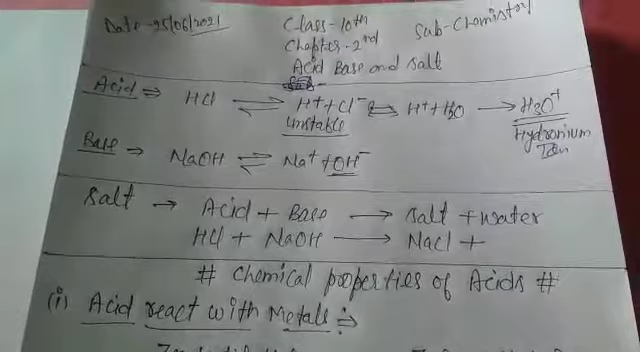 Date - 25/06/2021 Class - 10th Sub - Chemistry
Chapter - 2nd
Acid Base and Salt
Acid ⇒ HCl ⇌ H⁺ + Cl⁻ ⇌ H⁺ + H2O → H3O⁺
Unstable Hydronium
Ion
Base → NaOH ⇌ Na⁺ + OH⁻
Salt → Acid + Base → Salt + water
HCl + NaOH → Nacl +
# Chemical properties of Acids #
(i) Acid react with Metals ⇒